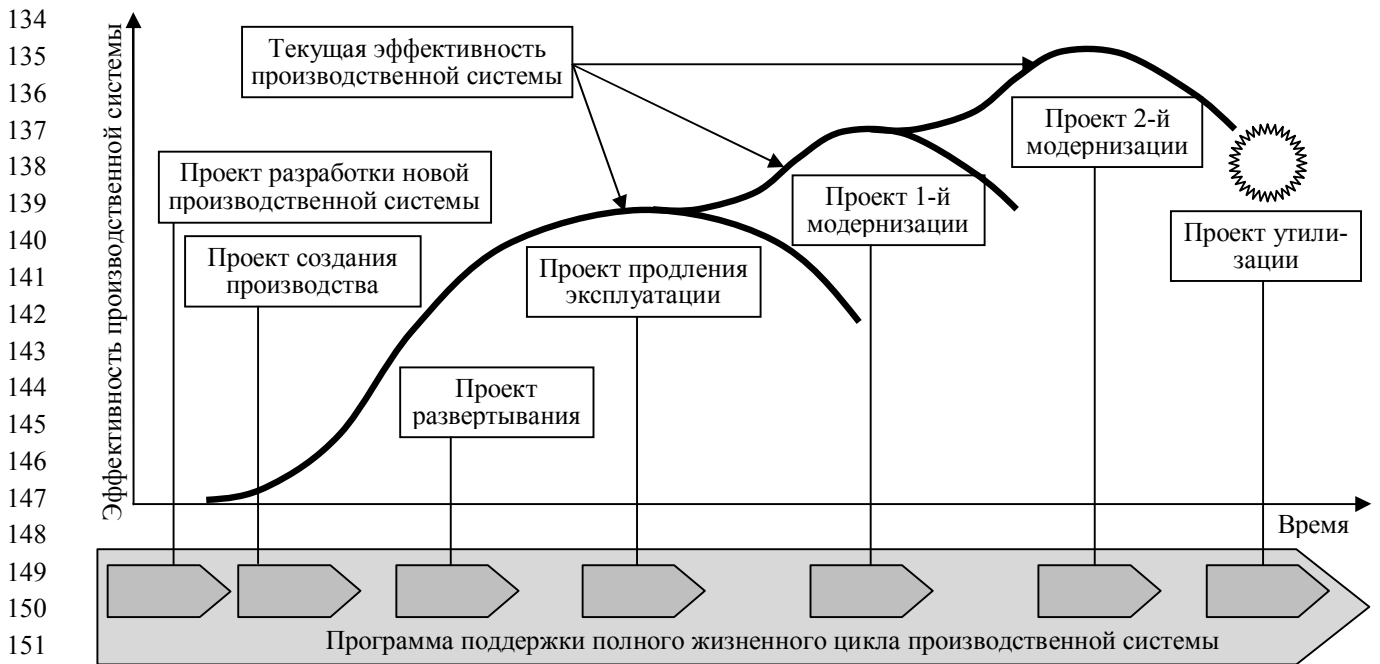 134
135
136
137
138
139
140
141
142
143
144
145
146
147
148
149
150
151
Эффективность производственной системы
Текущая эффективность
производственной системы
Проект разработки новой
производственной системы
Проект создания
производства
Проект
развертывания
Проект продления
эксплуатации
Проект 1-й
модернизации
Проект 2-й
модернизации
Проект утили-
зации
Время
Программа поддержки полного жизненного цикла производственной системы